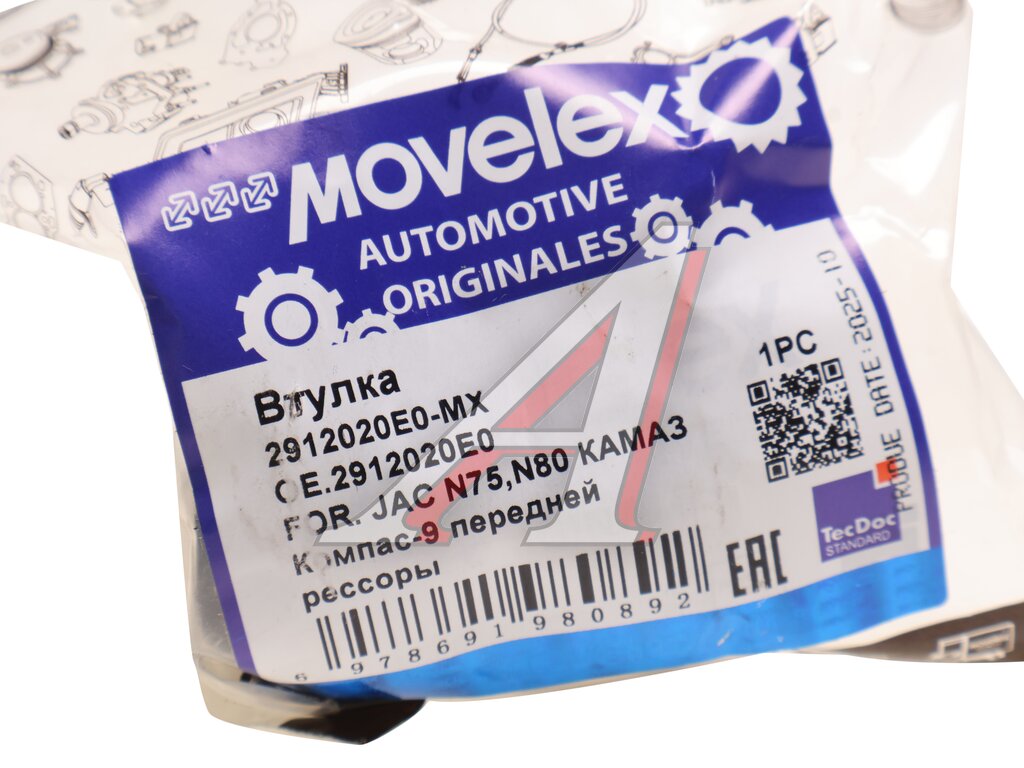 Movelex
AUTOMOTIVE
ORIGINALES
Втулка
2912020E0-MX
OE.2912020E0
FOR. JAC N75,N80 КАМАЗ
Компас-9 передней
рессоры
6 978691 980892
1PC
EAC
TecDoc
STANDARD
PRODUE DATE:2025-10